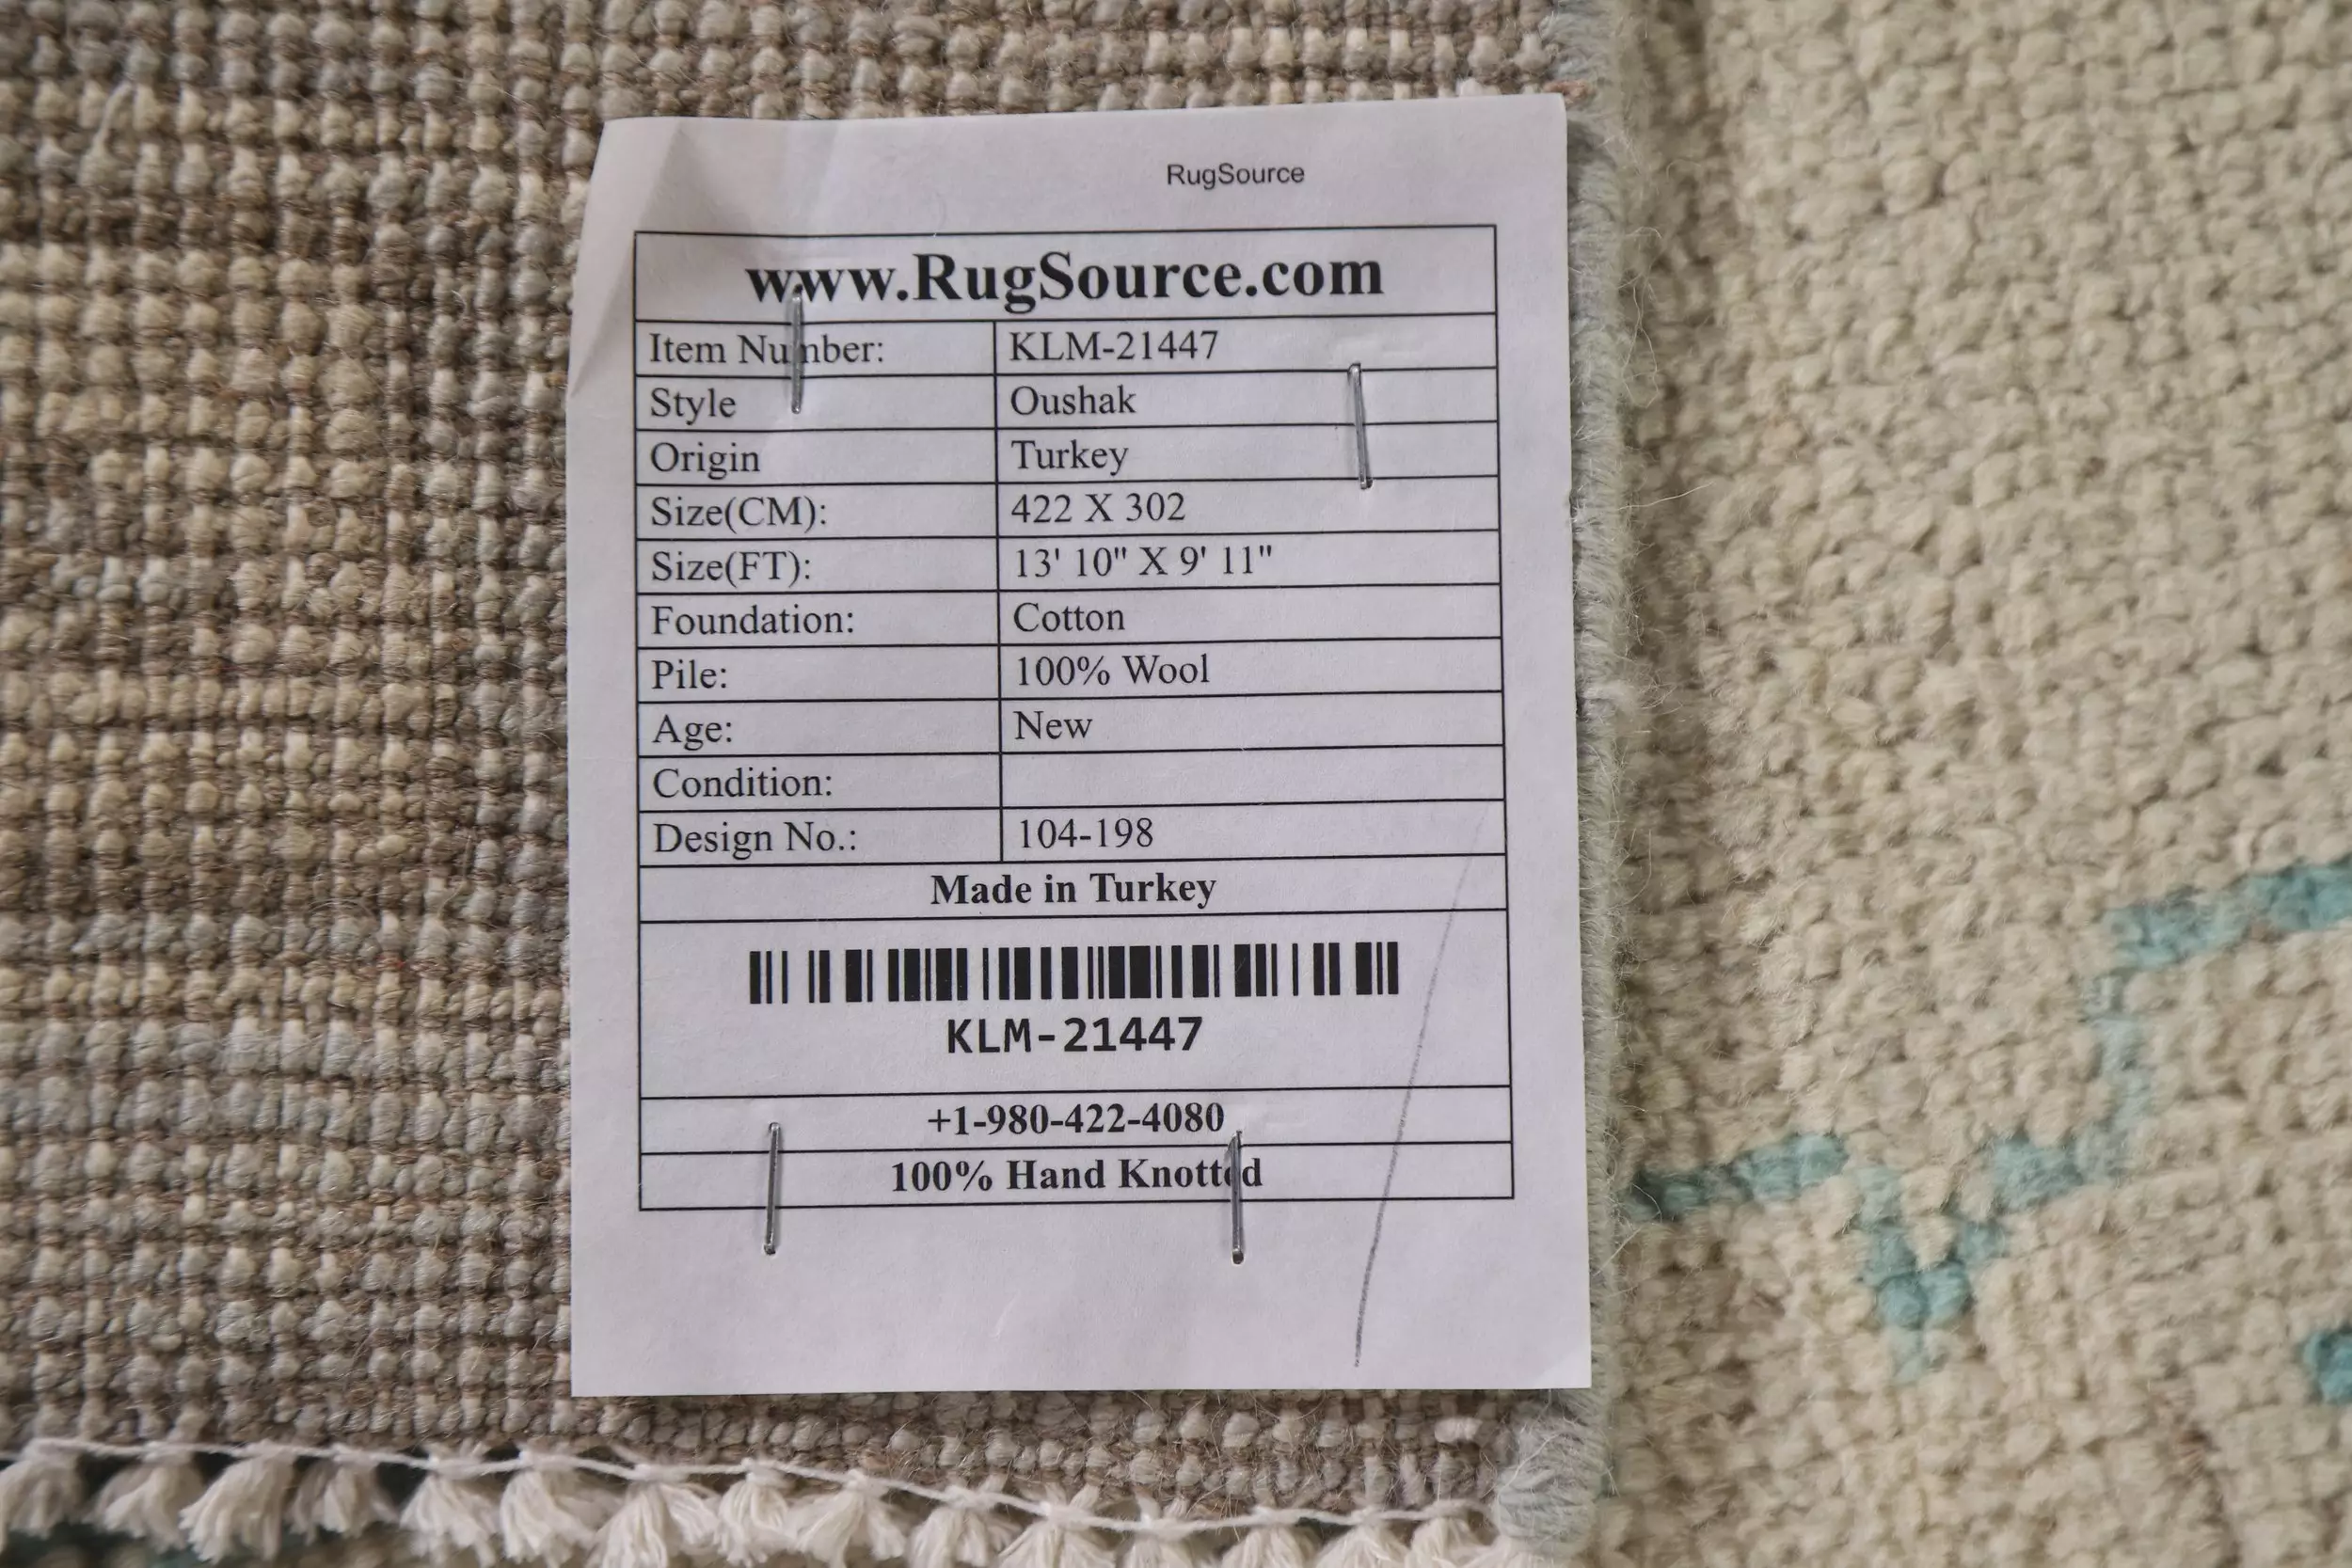 RugSource
www.RugSource.com
Item Number: KLM-21447
Style Oushak
Origin Turkey
Size(CM): 422 X 302
Size(FT): 13' 10" X 9' 11"
Foundation: Cotton
Pile: 100% Wool
Age: New
Condition:
Design No.: 104-198
Made in Turkey
KLM-21447
+1-980-422-4080
100% Hand Knotted